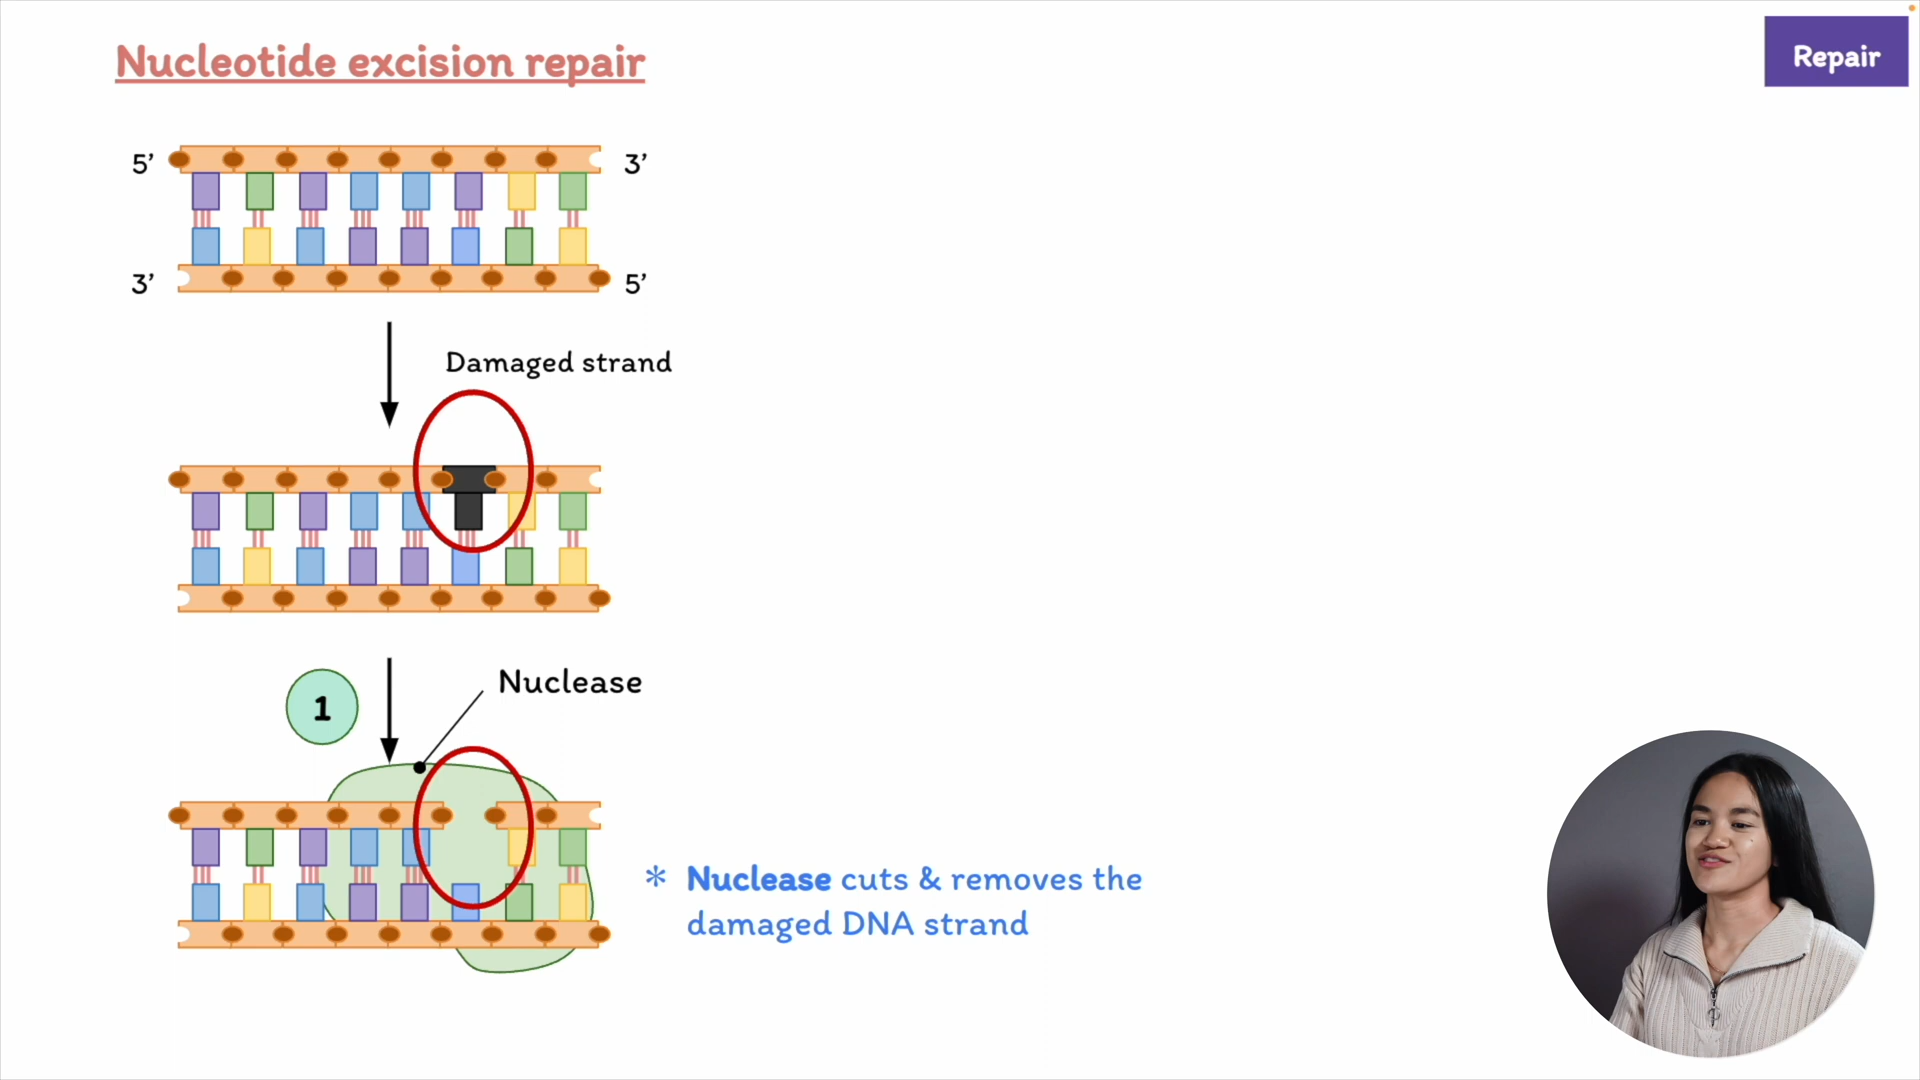 Nucleotide excision repair
Repair
5’ 3’
3’ 5’
Damaged strand
1
Nuclease
* Nuclease cuts & removes the
damaged DNA strand